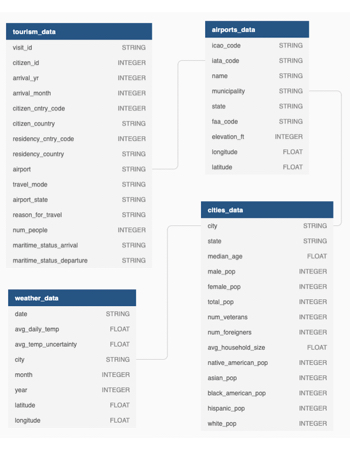 tourism_data
visit_id STRING
citizen_id INTEGER
arrival_yr INTEGER
arrival_month INTEGER
citizen_cntry_code INTEGER
citizen_country STRING
residency_cntry_code INTEGER
residency_country STRING
airport STRING
travel_mode STRING
airport_state STRING
reason_for_travel STRING
num_people INTEGER
maritime_status_arrival STRING
maritime_status_departure STRING
airports_data
icao_code STRING
iata_code STRING
name STRING
municipality STRING
state STRING
faa_code STRING
elevation_ft INTEGER
longitude FLOAT
latitude FLOAT
cities_data
city STRING
state STRING
median_age FLOAT
male_pop INTEGER
female_pop INTEGER
total_pop INTEGER
num_veterans INTEGER
num_foreigners INTEGER
avg_household_size FLOAT
native_american_pop INTEGER
asian_pop INTEGER
black_american_pop INTEGER
hispanic_pop INTEGER
white_pop INTEGER
weather_data
date STRING
avg_daily_temp FLOAT
avg_temp_uncertainty FLOAT
city STRING
month INTEGER
year INTEGER
latitude FLOAT
longitude FLOAT